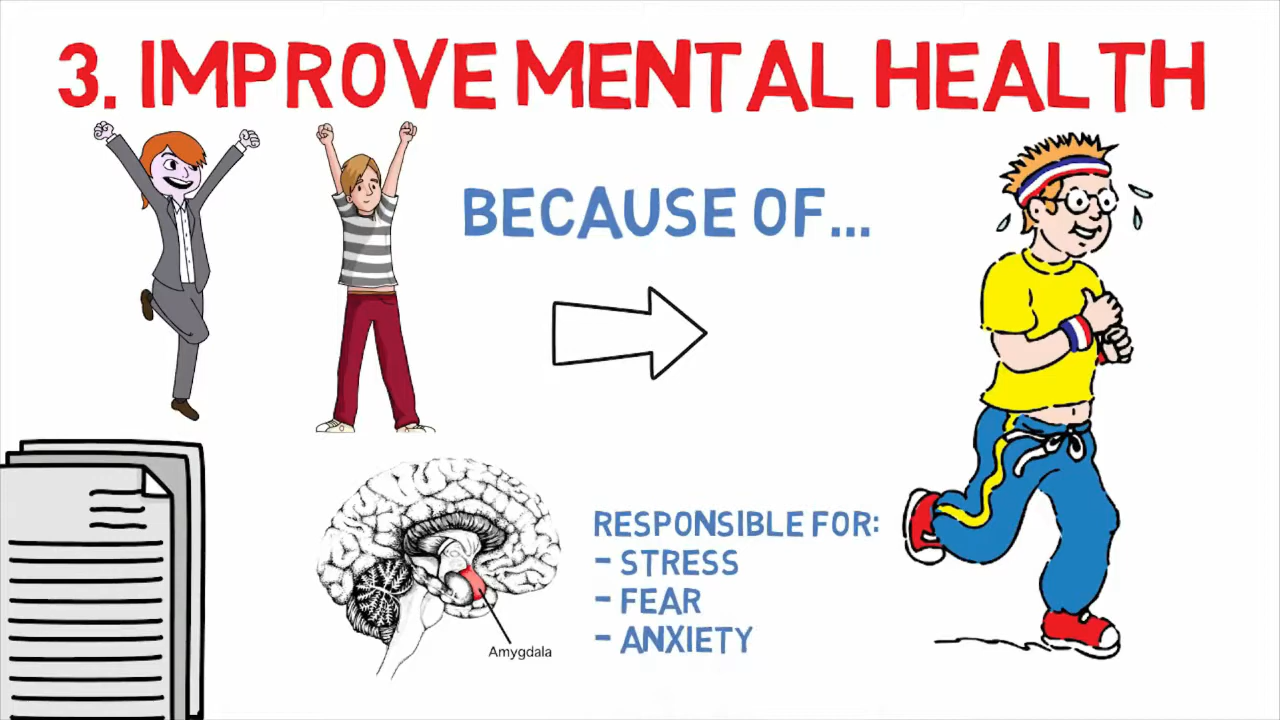 3. IMPROVE MENTAL HEALTH
BECAUSE OF...
RESPONSIBLE FOR:
- STRESS
- FEAR
- ANXIETY
Amygdala